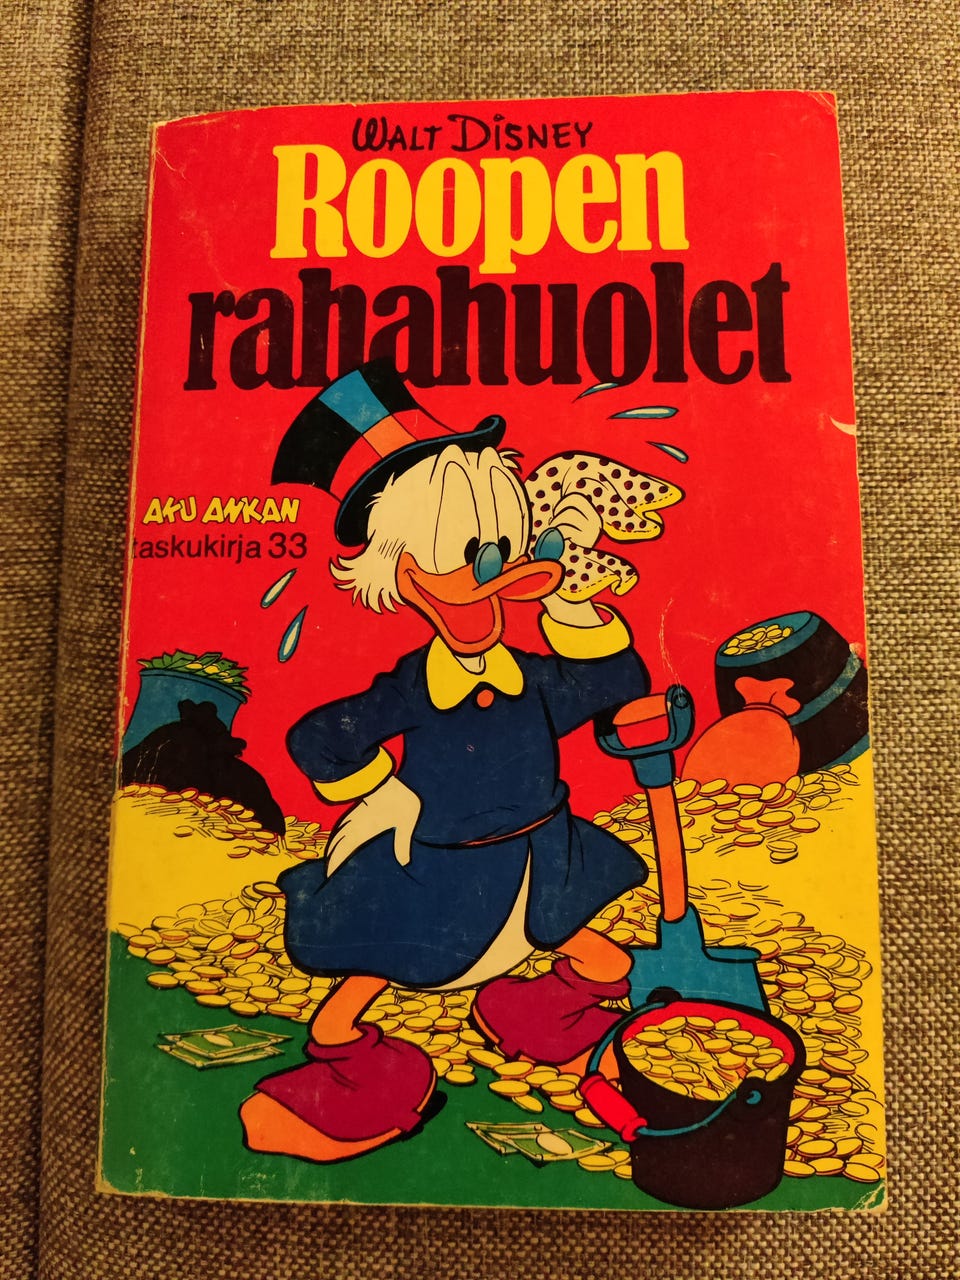 WALT DISNEY
Roopen
rahahuolet
AKU ANKAN
taskukirja 33